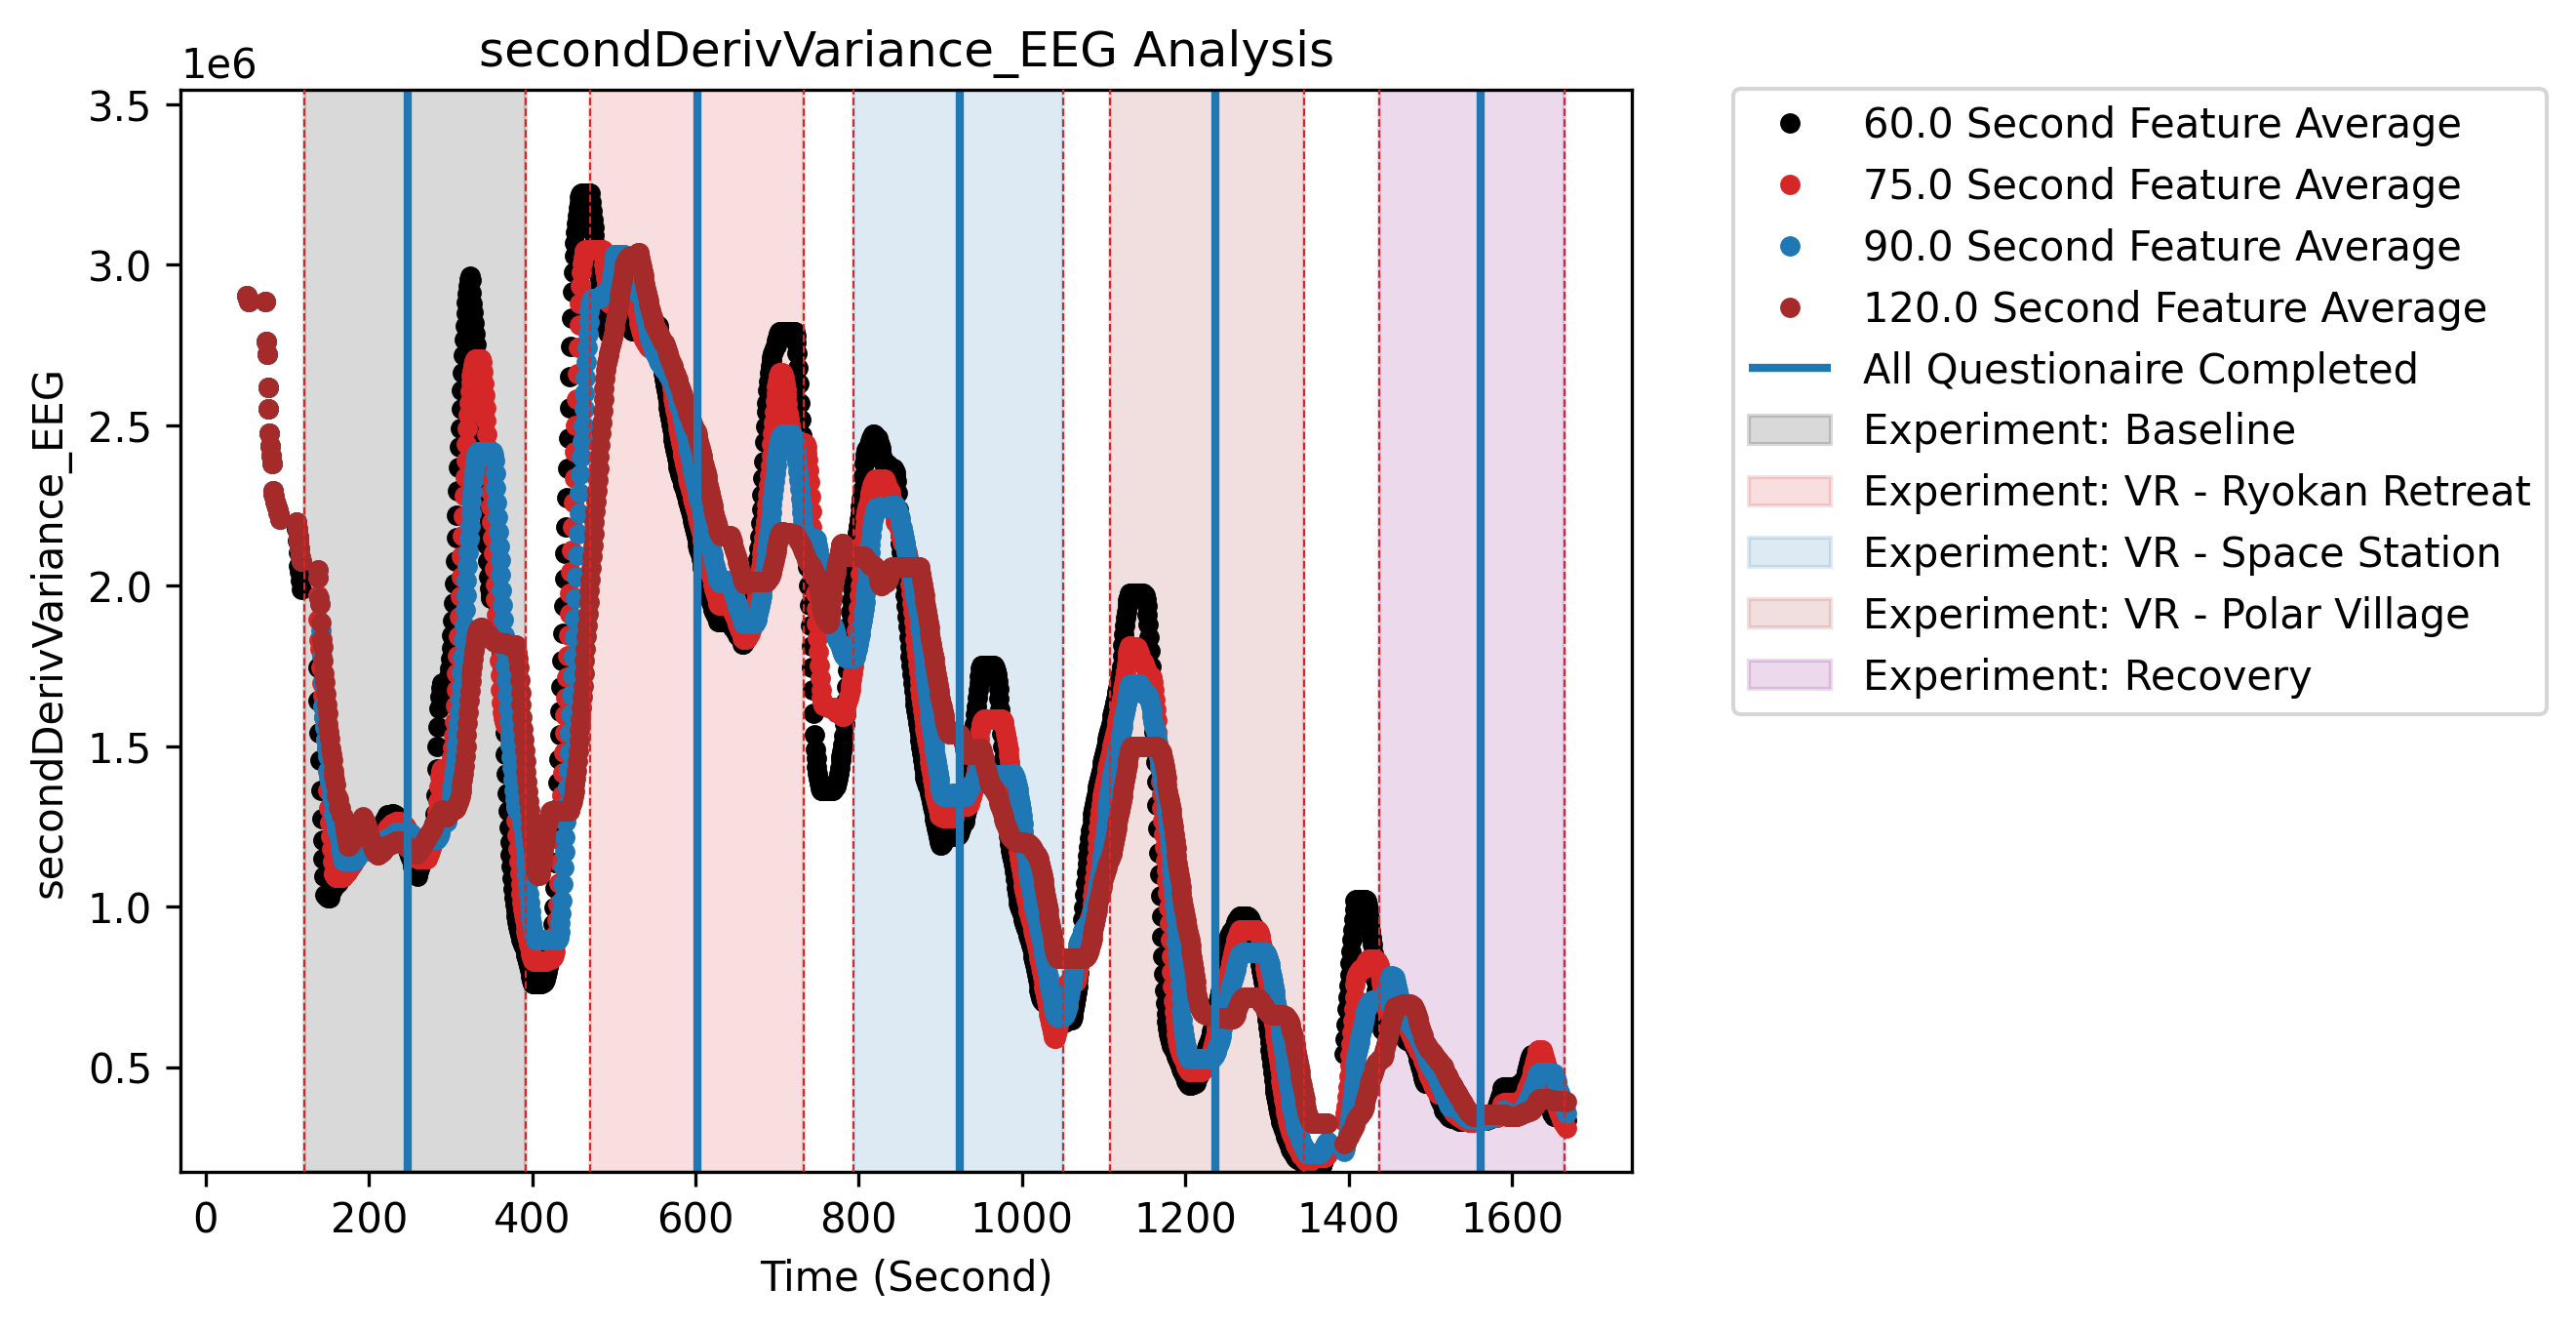 secondDerivVariance_EEG Analysis
1e6
3.5
3.0
2.5
2.0
1.5
1.0
0.5
secondDerivVariance_EEG
0 200 400 600 800 1000 1200 1400 1600
Time (Second)
60.0 Second Feature Average
75.0 Second Feature Average
90.0 Second Feature Average
120.0 Second Feature Average
All Questionaire Completed
Experiment: Baseline
Experiment: VR - Ryokan Retreat
Experiment: VR - Space Station
Experiment: VR - Polar Village
Experiment: Recovery